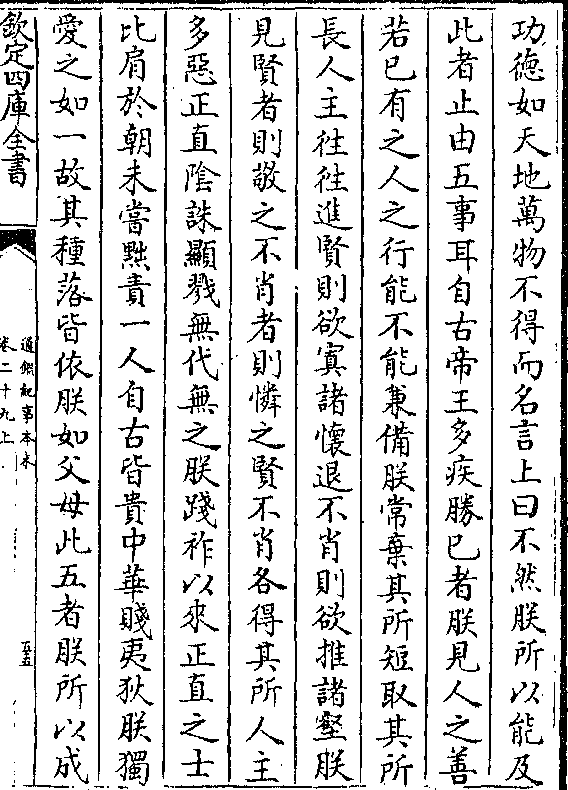 功徳如天地萬物不得而名言上曰不然朕所以能及
此者止由五事耳自古帝王多疾勝已者朕見人之善
若已有之人之行能不能兼備朕常棄其所短取其所
長人主往往進賢則欲寘諸懷退不肖則欲推諸壑朕
見賢者則敬之不肖者則憐之賢不肖各得其所人主
多惡正直陰誅顯戮無代無之朕踐祚以來正直之士
比肩於朝未嘗黜責一人自古皆貴中華賤夷狄朕獨
愛之如一故其種落皆依朕如父母此五者朕所以成
欽定四庫全書
通鑑紀事本末
卷二十九上
五五